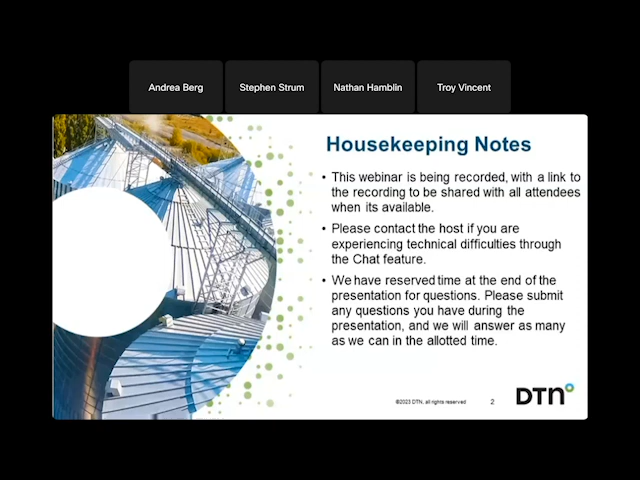 Andrea Berg
Stephen Strum
Nathan Hamblin
Troy Vincent
Housekeeping Notes
• This webinar is being recorded, with a link to
the recording to be shared with all attendees
when its available.
• Please contact the host if you are
experiencing technical difficulties through
the Chat feature.
• We have reserved time at the end of the
presentation for questions. Please submit
any questions you have during the
presentation, and we will answer as many
as we can in the allotted time.
©2023 DTN, all rights reserved
2
DTN